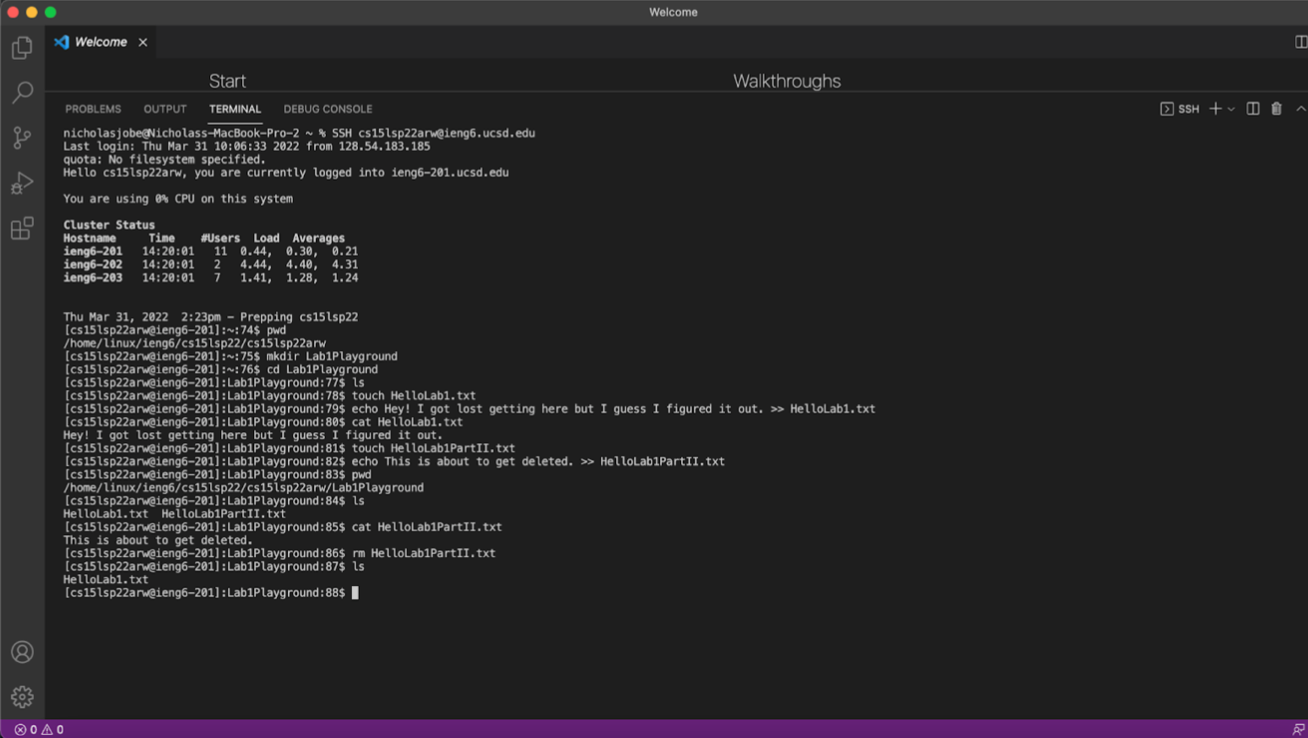 Welcome
Welcome
Start
Walkthroughs
PROBLEMS OUTPUT TERMINAL DEBUG CONSOLE
SSH
nicholasjobe@Nicholass-MacBook-Pro-2 ~ % SSH cs15lsp22arw@ieng6.ucsd.edu
Last login: Thu Mar 31 10:06:33 2022 from 128.54.183.185
quota: No filesystem specified.
Hello cs15lsp22arw, you are currently logged into ieng6-201.ucsd.edu
You are using 0% CPU on this system
Cluster Status
Hostname     Time    #Users  Load  Averages
ieng6-201   14:20:01   11  0.44,  0.30,  0.21
ieng6-202   14:20:01   2   4.44,  4.40,  4.31
ieng6-203   14:20:01   7   1.41,  1.28,  1.24
Thu Mar 31, 2022  2:23pm - Prepping cs15lsp22
[cs15lsp22arw@ieng6-201]:~:74$ pwd
/home/linux/ieng6/cs15lsp22/cs15lsp22arw
[cs15lsp22arw@ieng6-201]:~:75$ mkdir Lab1Playground
[cs15lsp22arw@ieng6-201]:~:76$ cd Lab1Playground
[cs15lsp22arw@ieng6-201]:Lab1Playground:77$ ls
[cs15lsp22arw@ieng6-201]:Lab1Playground:78$ touch HelloLab1.txt
[cs15lsp22arw@ieng6-201]:Lab1Playground:79$ echo Hey! I got lost getting here but I guess I figured it out. >> HelloLab1.txt
[cs15lsp22arw@ieng6-201]:Lab1Playground:80$ cat HelloLab1.txt
Hey! I got lost getting here but I guess I figured it out.
[cs15lsp22arw@ieng6-201]:Lab1Playground:81$ touch HelloLab1PartII.txt
[cs15lsp22arw@ieng6-201]:Lab1Playground:82$ echo This is about to get deleted. >> HelloLab1PartII.txt
[cs15lsp22arw@ieng6-201]:Lab1Playground:83$ pwd
/home/linux/ieng6/cs15lsp22/cs15lsp22arw/Lab1Playground
[cs15lsp22arw@ieng6-201]:Lab1Playground:84$ ls
HelloLab1.txt  HelloLab1PartII.txt
[cs15lsp22arw@ieng6-201]:Lab1Playground:85$ cat HelloLab1PartII.txt
This is about to get deleted.
[cs15lsp22arw@ieng6-201]:Lab1Playground:86$ rm HelloLab1PartII.txt
[cs15lsp22arw@ieng6-201]:Lab1Playground:87$ ls
HelloLab1.txt
[cs15lsp22arw@ieng6-201]:Lab1Playground:88$
0 0